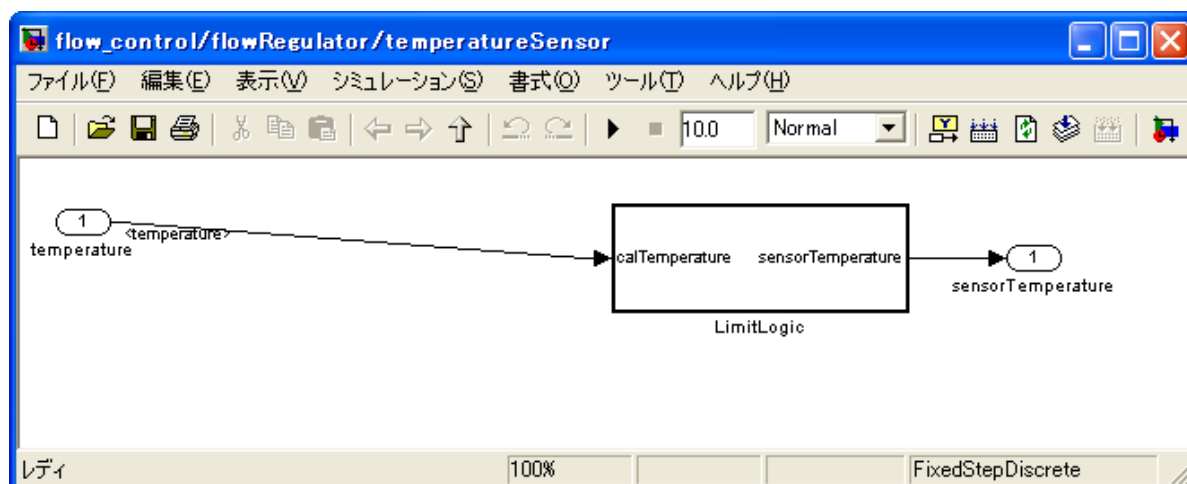 flow_control/flowRegulator/temperatureSensor
ファイル(F) 編集(E) 表示(V) シミュレーション(S) 書式(O) ツール(T) ヘルプ(H)
10.0 Normal
1
<temperature>
temperature
calTemperature sensorTemperature
LimitLogic
1
sensorTemperature
レディ 100% FixedStepDiscrete